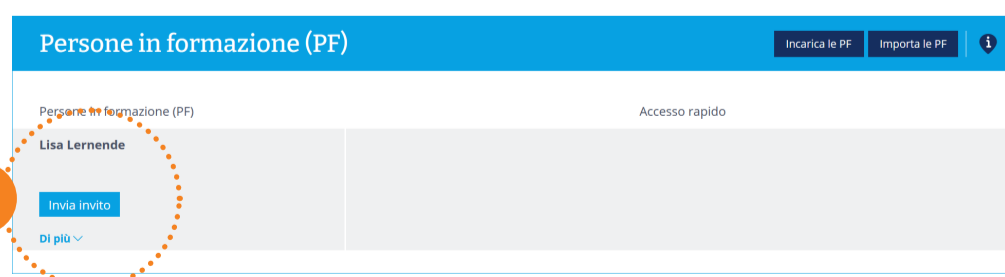 Persone in formazione (PF)
Incarica le PF
Importa le PF
Persone in formazione (PF)
Accesso rapido
Lisa Lernende
Invia invito
Di più